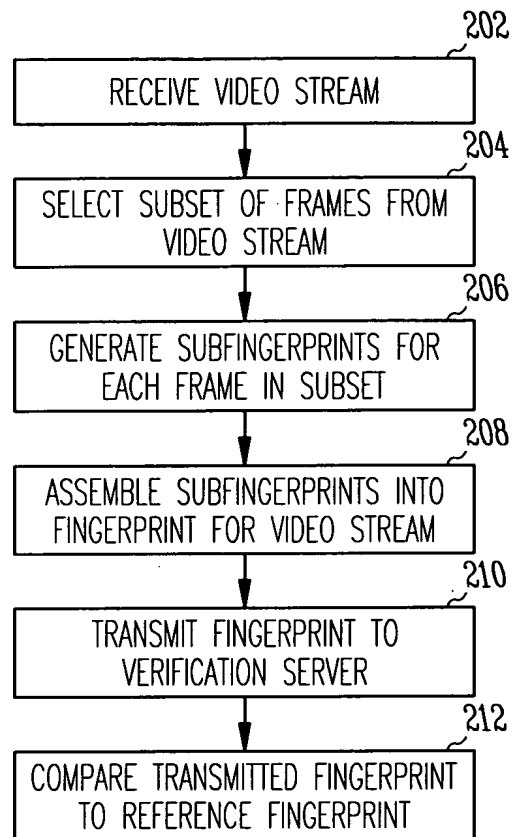 202
RECEIVE VIDEO STREAM
204
SELECT SUBSET OF FRAMES FROM
VIDEO STREAM
206
GENERATE SUBFINGERPRINTS FOR
EACH FRAME IN SUBSET
208
ASSEMBLE SUBFINGERPRINTS INTO
FINGERPRINT FOR VIDEO STREAM
210
TRANSMIT FINGERPRINT TO
VERIFICATION SERVER
212
COMPARE TRANSMITTED FINGERPRINT
TO REFERENCE FINGERPRINT